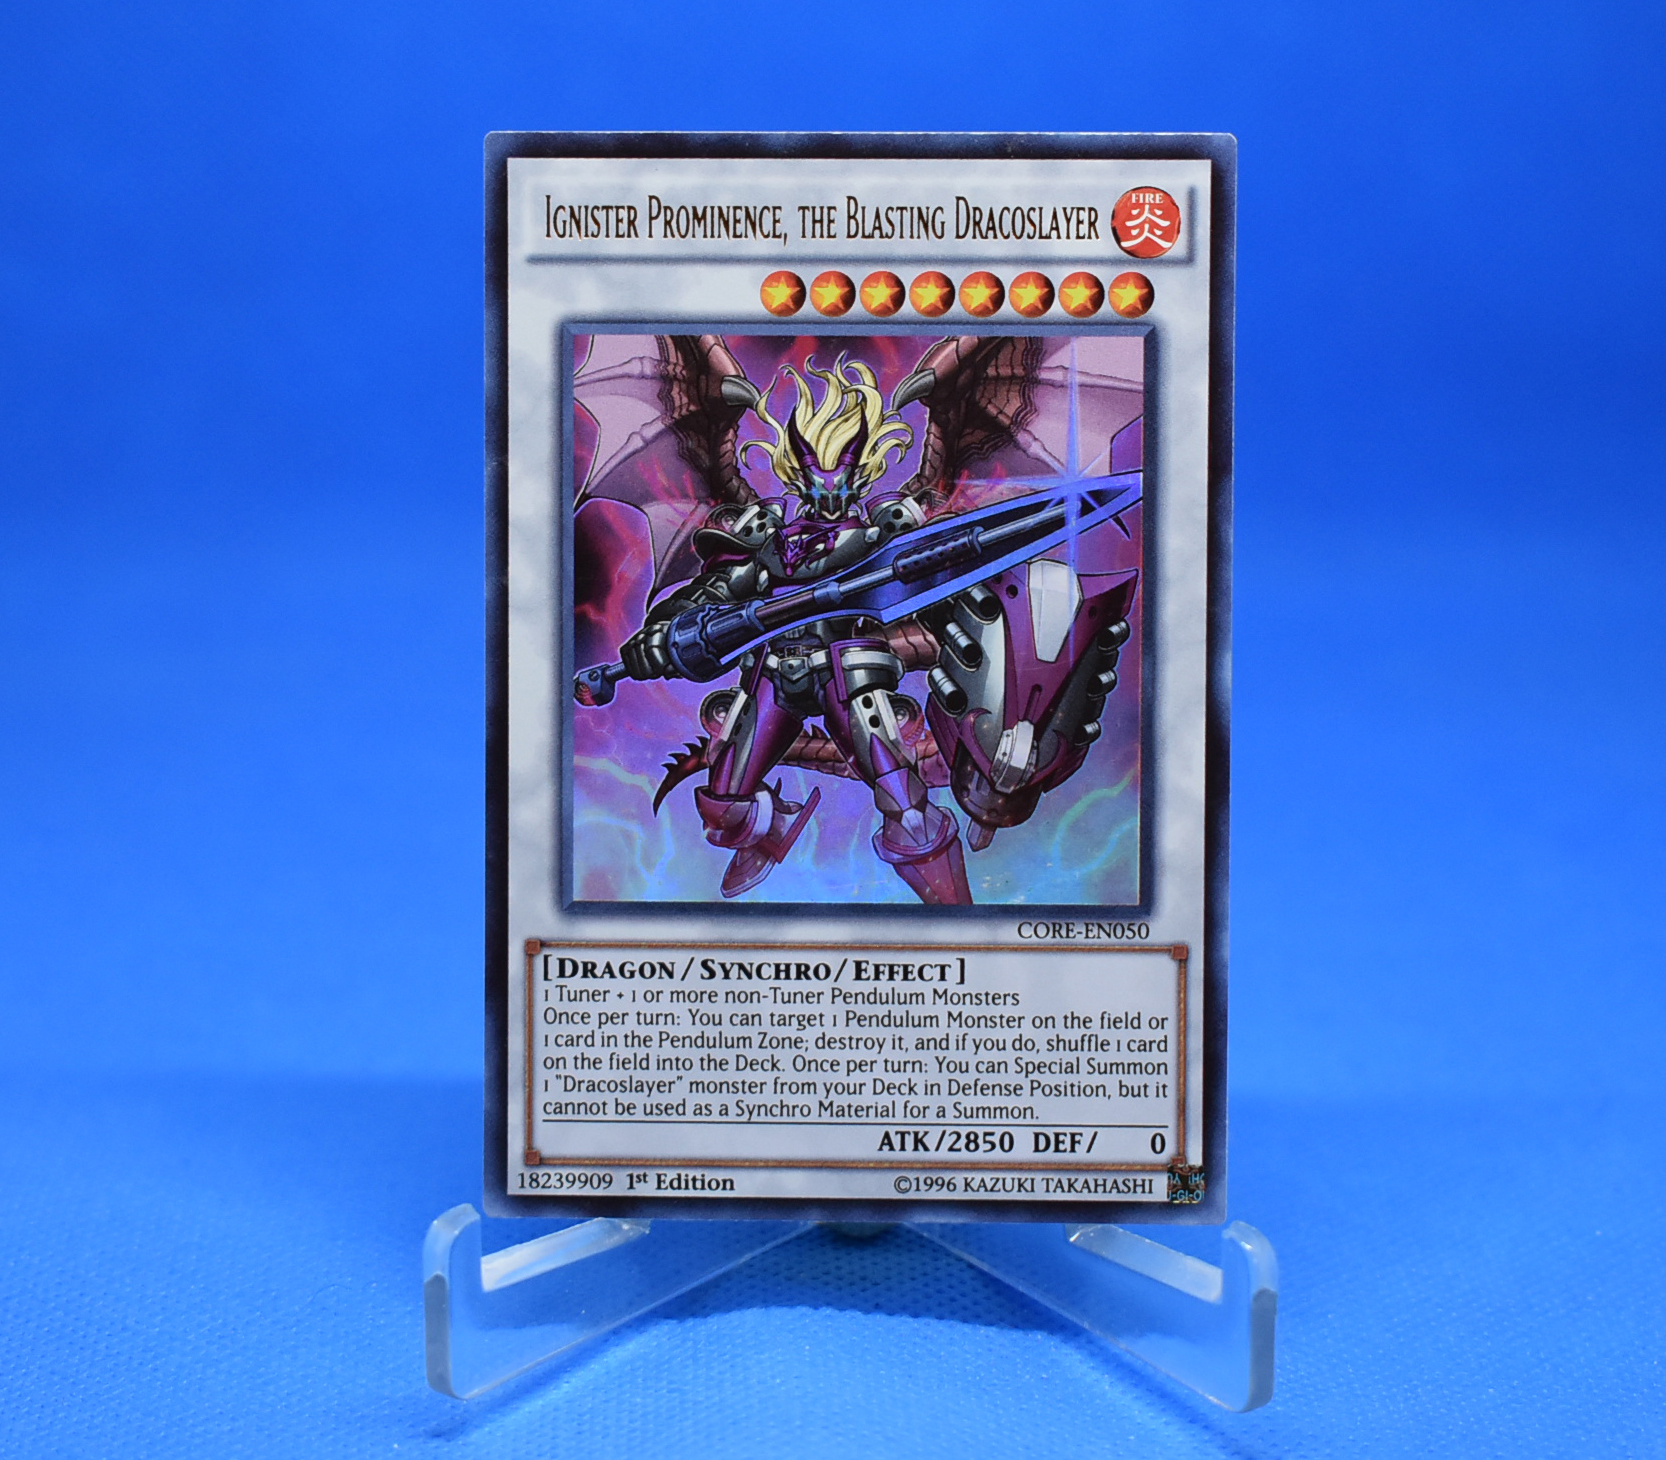 IGNISTER PROMINENCE, THE BLASTING DRACOSLAYER
FIRE
炎
CORE-EN050
[DRAGON/SYNCHRO/EFFECT]
1 Tuner + 1 or more non-Tuner Pendulum Monsters
Once per turn: You can target 1 Pendulum Monster on the field or
1 card in the Pendulum Zone; destroy it, and if you do, shuffle 1 card
on the field into the Deck. Once per turn: You can Special Summon
1 "Dracoslayer" monster from your Deck in Defense Position, but it
cannot be used as a Synchro Material for a Summon.
ATK/2850 DEF/ 0
18239909 1st Edition ©1996 KAZUKI TAKAHASHI